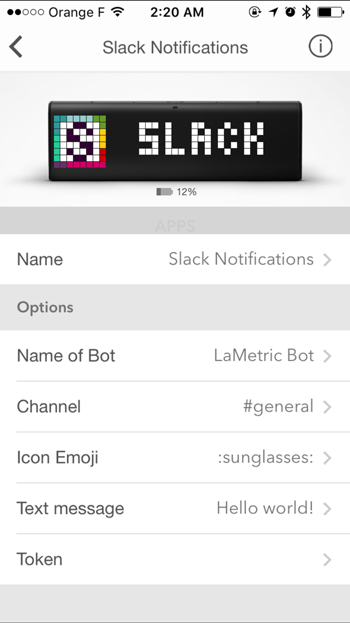 Orange F 2:20 AM
Slack Notifications
SLACK
12%
APPS
Name Slack Notifications
Options
Name of Bot LaMetric Bot
Channel #general
Icon Emoji :sunglasses:
Text message Hello world!
Token